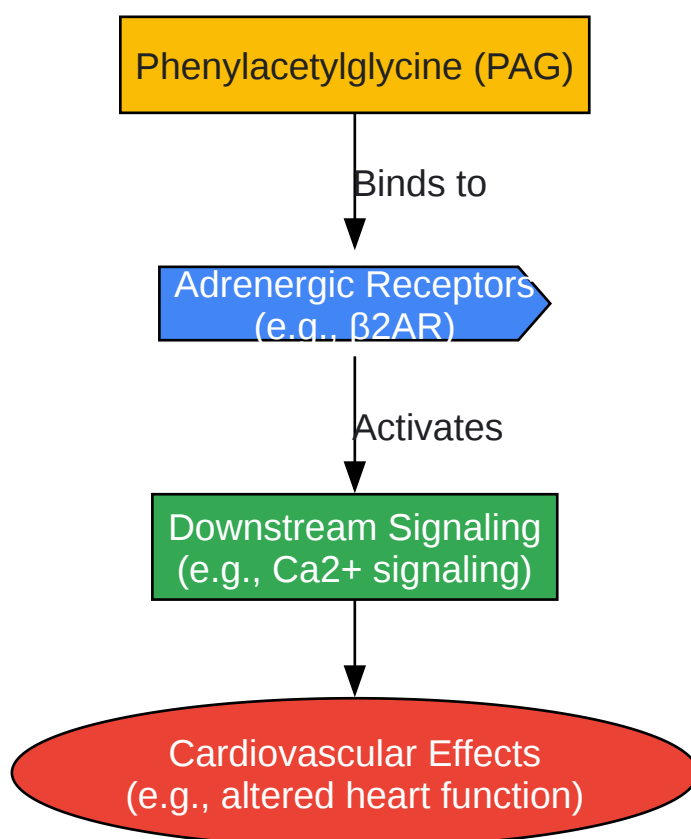 Phenylacetylglycine (PAG)
Binds to
Adrenergic Receptors
(e.g., β2AR)
Activates
Downstream Signaling
(e.g., Ca2+ signaling)
Cardiovascular Effects
(e.g., altered heart function)